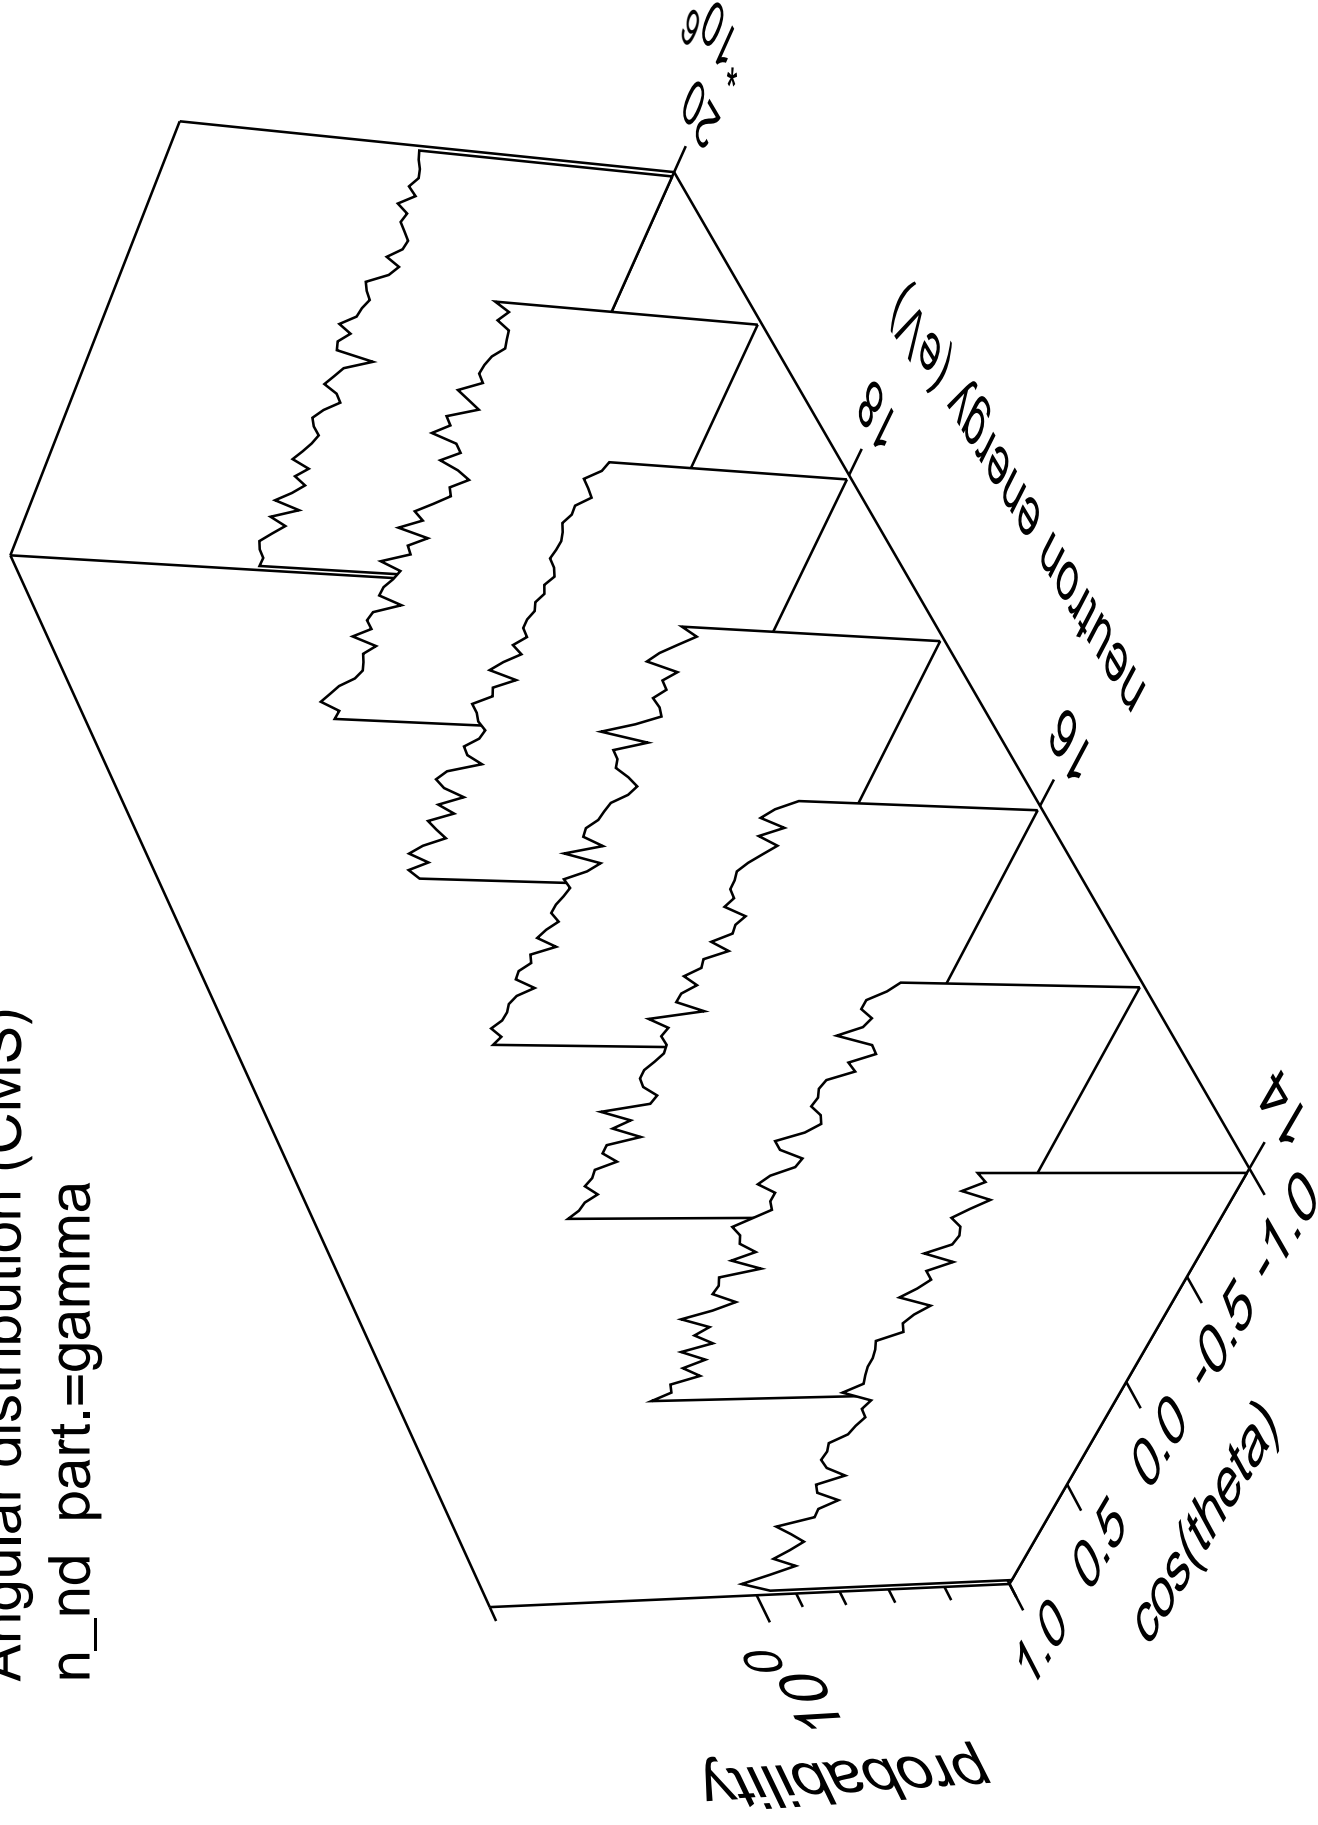 Angular distribution (CMS)
n_nd part.=gamma
probability
10 0
1.0 0.5 0.0 -0.5 -1.0
cos(theta)
14 16 18 20
* 10 6
neutron energy (eV)